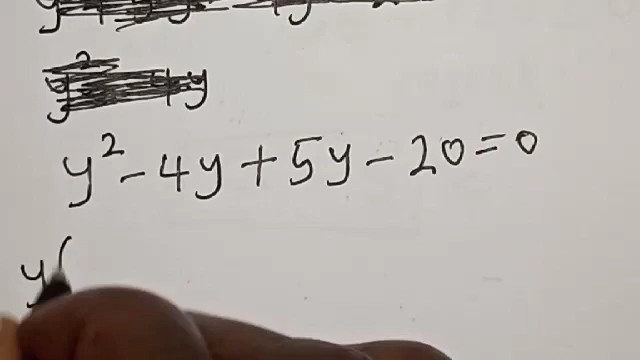 y² - 4y + 5y - 20 = 0
y(